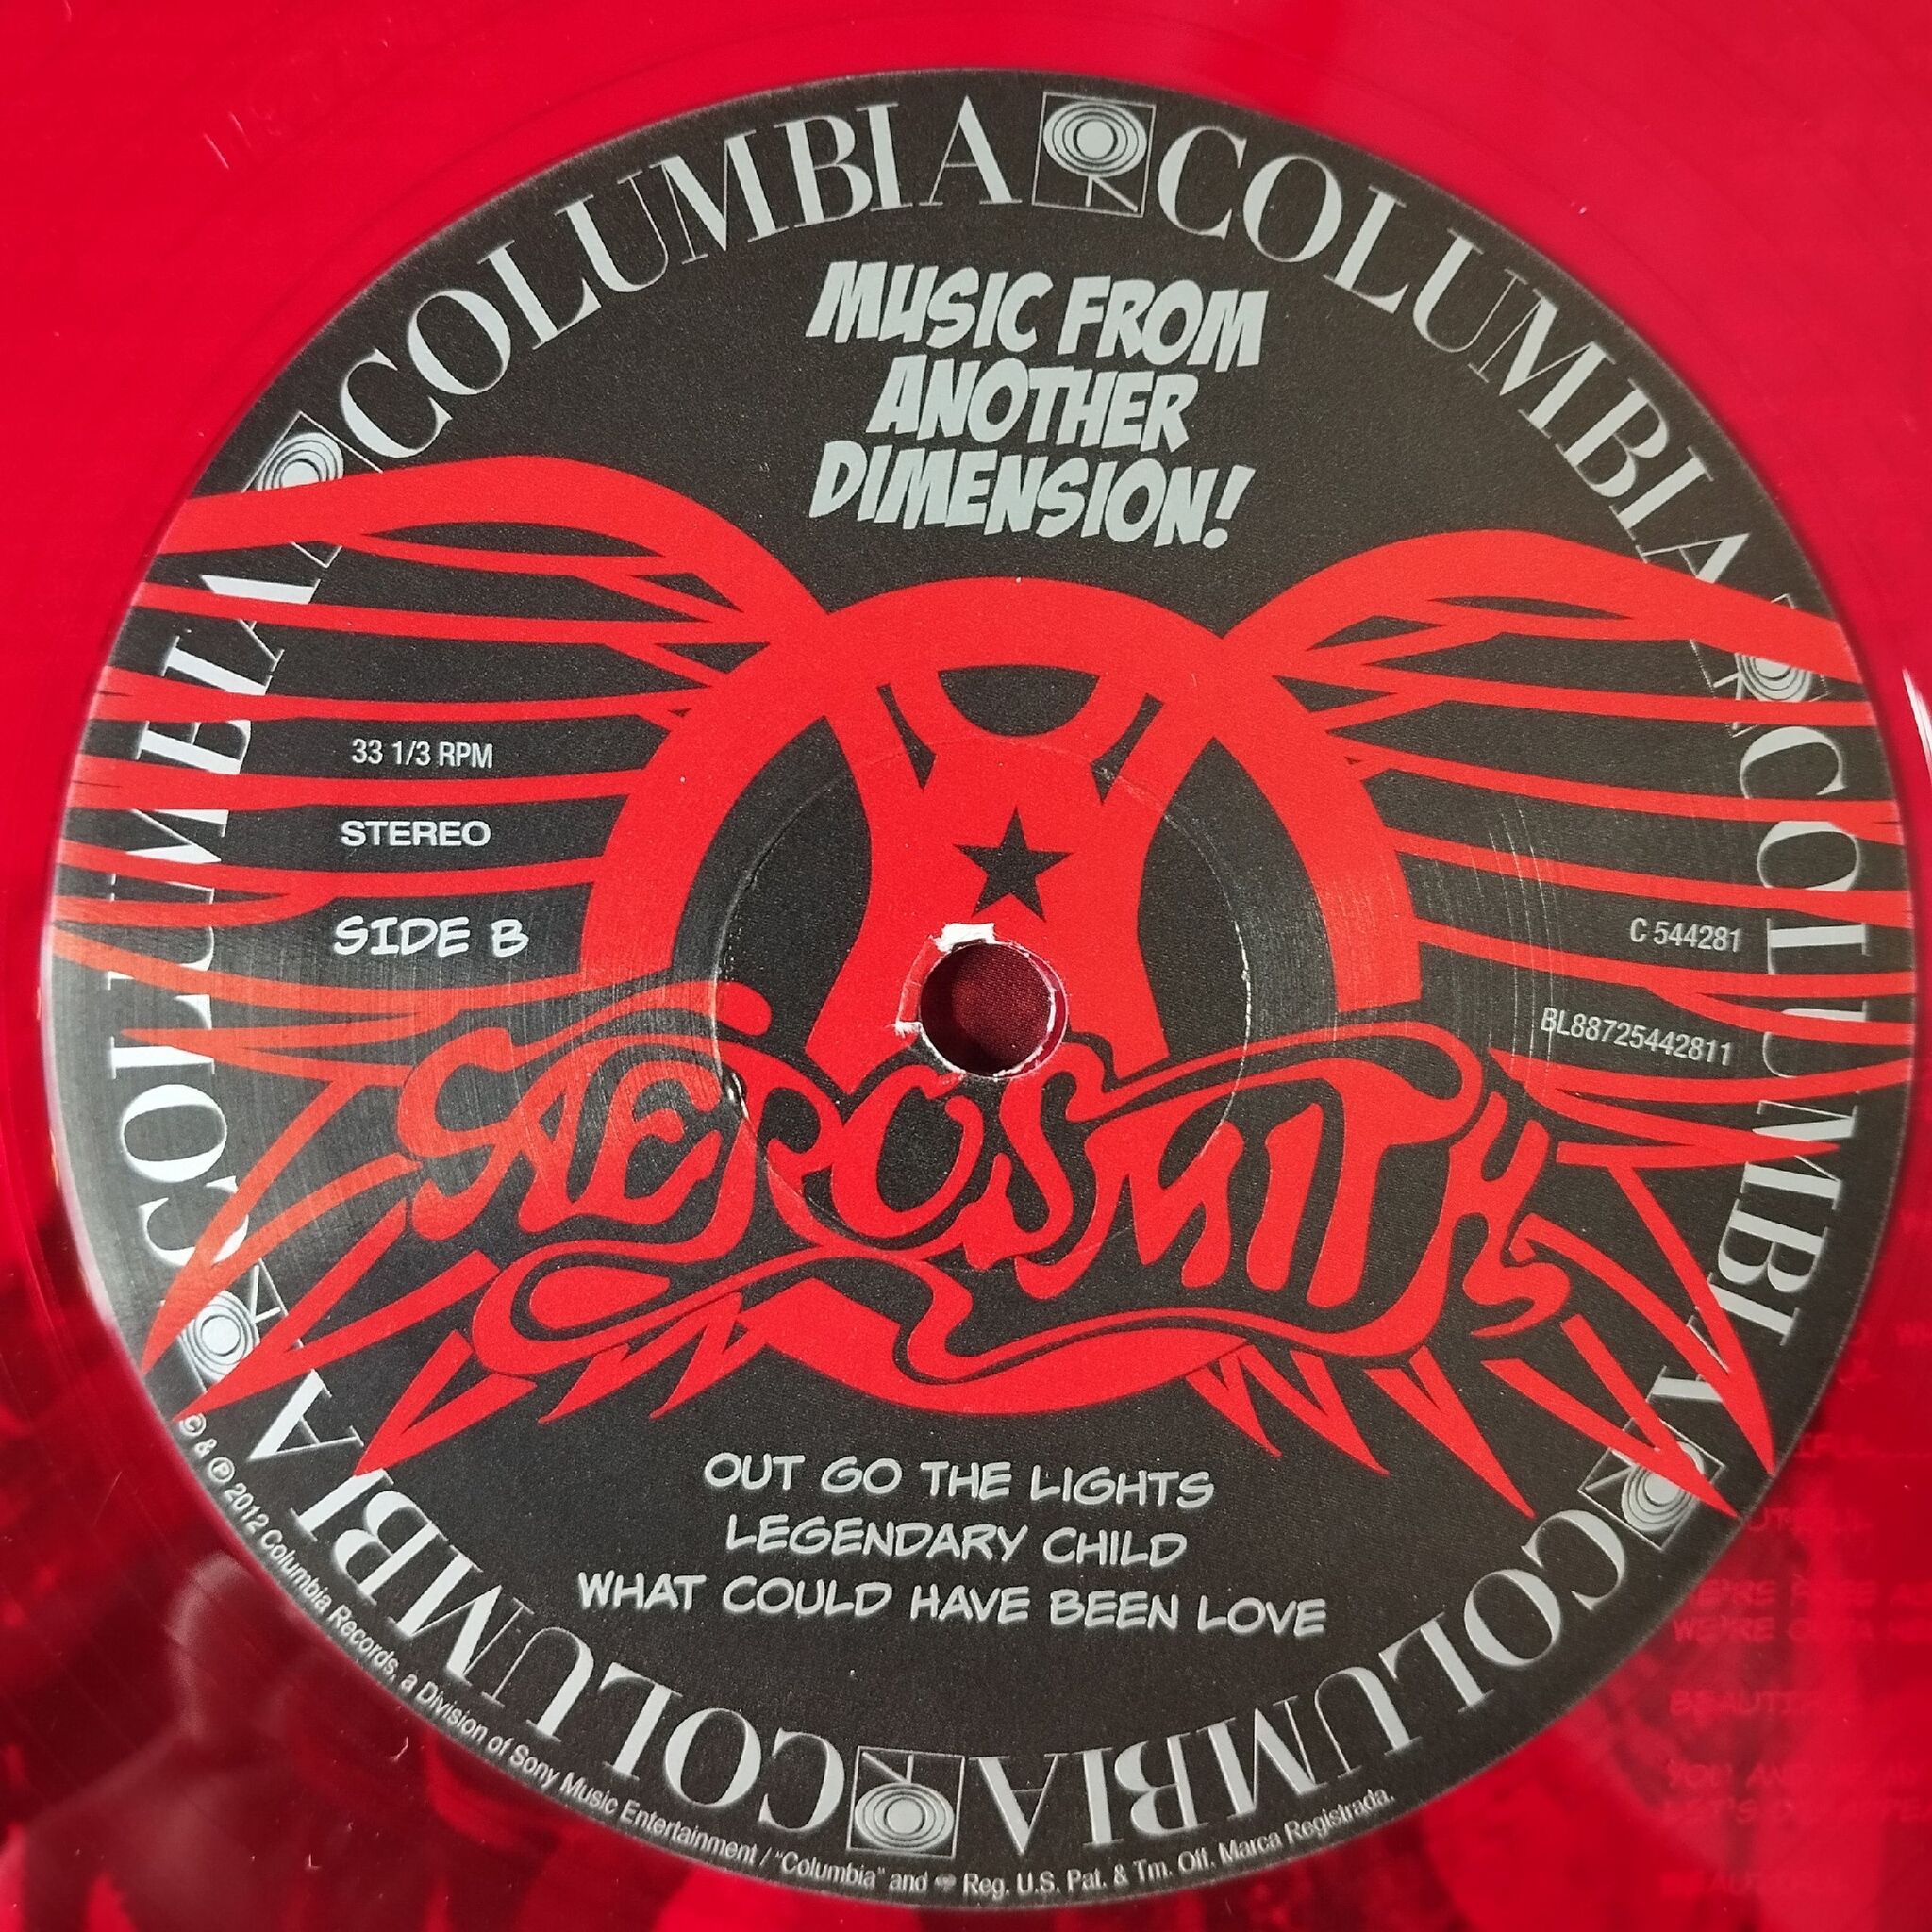 COLUMBIA COLUMBIA COLUMBIA COLUMBIA COLUMBIA COLUMBIA COLUMBIA
MUSIC FROM
ANOTHER
DIMENSION!
33 1/3 RPM
STEREO
SIDE B
C 544281
BL88725442811
AEROSMITH
OUT GO THE LIGHTS
LEGENDARY CHILD
WHAT COULD HAVE BEEN LOVE
© & ℗ 2012 Columbia Records, a Division of Sony Music Entertainment / "Columbia" and Reg. U.S. Pat. & Tm. Off. Marca Registrada.